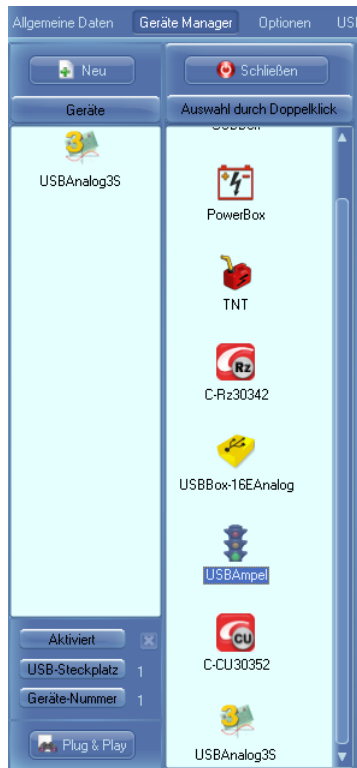 Allgemeine Daten Geräte Manager Optionen
Neu
Schließen
Geräte
Auswahl durch Doppelklick
USBAnalog3S
PowerBox
TNT
C-Rz30342
USBBox-16EAnalog
USBAmpel
C-CU30352
USBAnalog3S
Aktiviert
USB-Steckplatz 1
Geräte-Nummer 1
Plug & Play